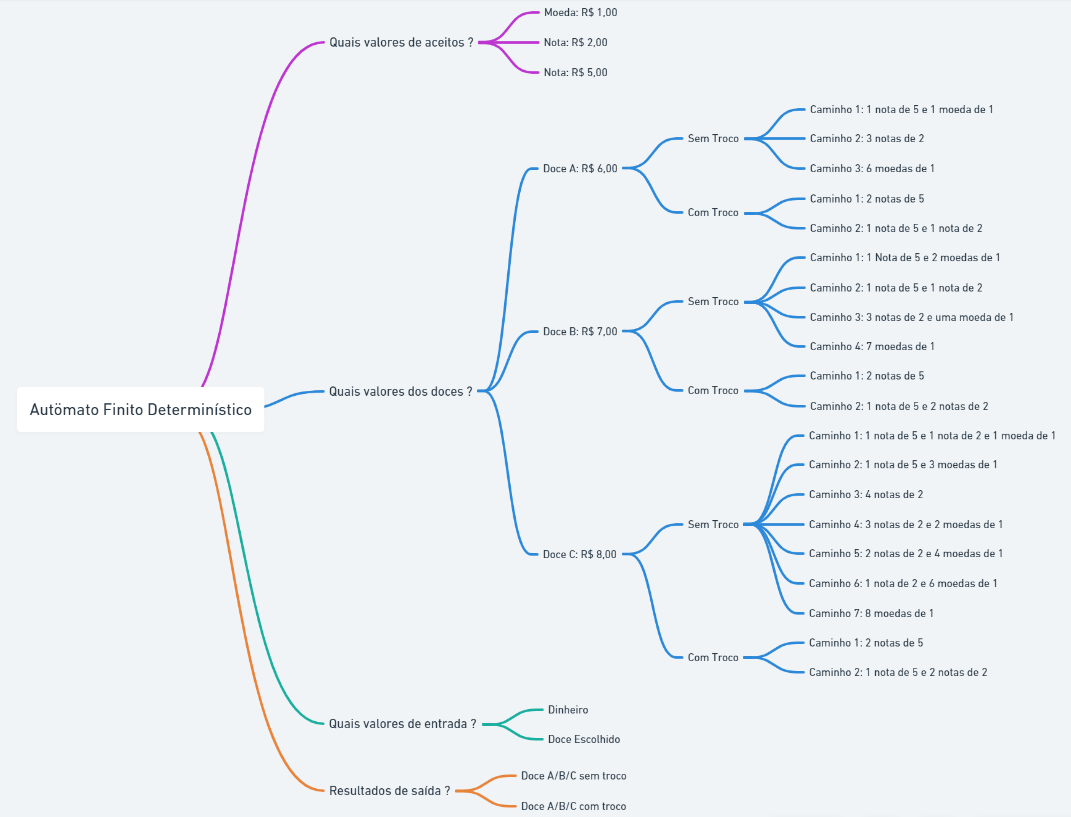 Quais valores de aceitos ?
Moeda: R$ 1,00
Nota: R$ 2,00
Nota: R$ 5,00
Autômato Finito Determinístico
Quais valores dos doces ?
Doce A: R$ 6,00
Sem Troco
Caminho 1: 1 nota de 5 e 1 moeda de 1
Caminho 2: 3 notas de 2
Caminho 3: 6 moedas de 1
Com Troco
Caminho 1: 2 notas de 5
Caminho 2: 1 nota de 5 e 1 nota de 2
Doce B: R$ 7,00
Sem Troco
Caminho 1: 1 Nota de 5 e 2 moedas de 1
Caminho 2: 1 nota de 5 e 1 nota de 2
Caminho 3: 3 notas de 2 e uma moeda de 1
Caminho 4: 7 moedas de 1
Com Troco
Caminho 1: 2 notas de 5
Caminho 2: 1 nota de 5 e 2 notas de 2
Doce C: R$ 8,00
Sem Troco
Caminho 1: 1 nota de 5 e 1 nota de 2 e 1 moeda de 1
Caminho 2: 1 nota de 5 e 3 moedas de 1
Caminho 3: 4 notas de 2
Caminho 4: 3 notas de 2 e 2 moedas de 1
Caminho 5: 2 notas de 2 e 4 moedas de 1
Caminho 6: 1 nota de 2 e 6 moedas de 1
Caminho 7: 8 moedas de 1
Com Troco
Caminho 1: 2 notas de 5
Caminho 2: 1 nota de 5 e 2 notas de 2
Quais valores de entrada ?
Dinheiro
Doce Escolhido
Resultados de saída ?
Doce A/B/C sem troco
Doce A/B/C com troco